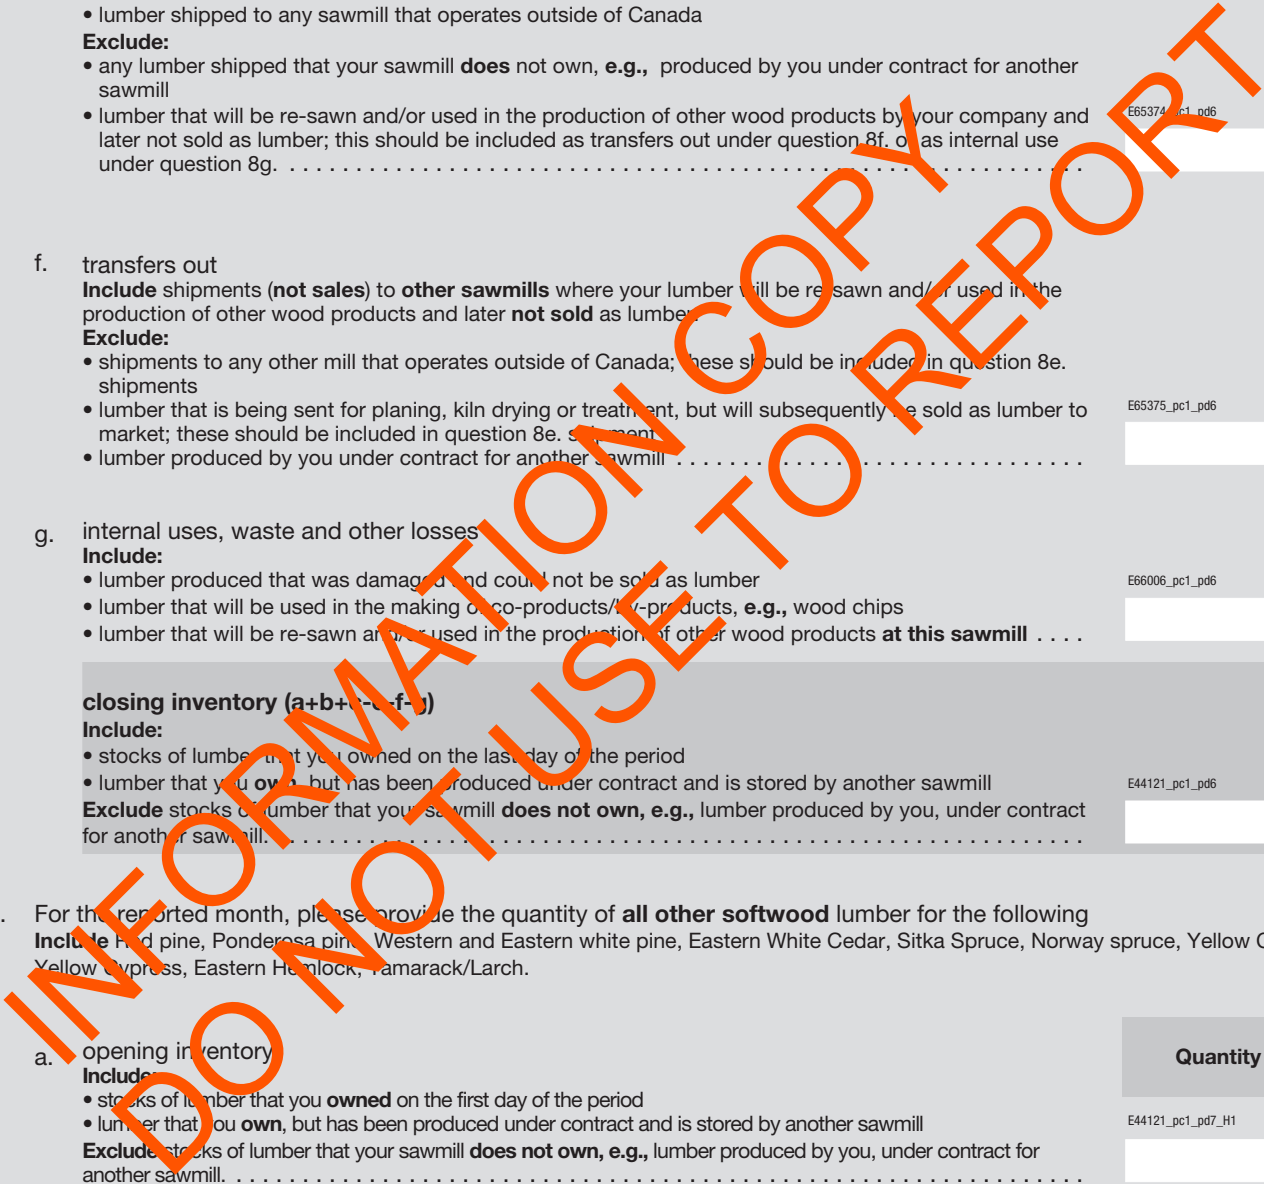 • lumber shipped to any sawmill that operates outside of Canada
Exclude:
• any lumber shipped that your sawmill does not own, e.g., produced by you under contract for another
sawmill
• lumber that will be re-sawn and/or used in the production of other wood products by your company and
later not sold as lumber; this should be included as transfers out under question 8f. or as internal use
under question 8g. . . . . . . . . . . . . . . . . . . . . . . . . . . . . . . . . . . . . . . . . . . . . . . . . . . . . . . . . . .
E65374_pc1_pd6
f. transfers out
Include shipments (not sales) to other sawmills where your lumber will be re-sawn and/or used in the
production of other wood products and later not sold as lumber.
Exclude:
• shipments to any other mill that operates outside of Canada; these should be included in question 8e.
shipments
• lumber that is being sent for planing, kiln drying or treatment, but will subsequently be sold as lumber to
market; these should be included in question 8e. shipment
• lumber produced by you under contract for another sawmill . . . . . . . . . . . . . . . . . . . . . . . . . . . . . .
E65375_pc1_pd6
g. internal uses, waste and other losses
Include:
• lumber produced that was damaged and could not be sold as lumber
• lumber that will be used in the making of co-products/by-products, e.g., wood chips
• lumber that will be re-sawn and/or used in the production of other wood products at this sawmill . . . .
E66006_pc1_pd6
closing inventory (a+b+c-e-f-g)
Include:
• stocks of lumber that you owned on the last day of the period
• lumber that you own, but has been produced under contract and is stored by another sawmill
Exclude stocks of lumber that your sawmill does not own, e.g., lumber produced by you, under contract
for another sawmill. . . . . . . . . . . . . . . . . . . . . . . . . . . . . . . . . . . . . . . . . . . . . . . . . . . . . . . . . . .
E44121_pc1_pd6
. For the reported month, please provide the quantity of all other softwood lumber for the following
Include Red pine, Ponderosa pine, Western and Eastern white pine, Eastern White Cedar, Sitka Spruce, Norway spruce, Yellow
Yellow Cypress, Eastern Hemlock, Tamarack/Larch.
Quantity
a. opening inventory
Include:
• stocks of lumber that you owned on the first day of the period
• lumber that you own, but has been produced under contract and is stored by another sawmill
Exclude stocks of lumber that your sawmill does not own, e.g., lumber produced by you, under contract for
another sawmill. . . . . . . . . . . . . . . . . . . . . . . . . . . . . . . . . . . . . . . . . . . . . . . . . . . . . . . . . . . . . .
E44121_pc1_pd7_H1
INFORMATION COPY
DO NOT USE TO REPORT